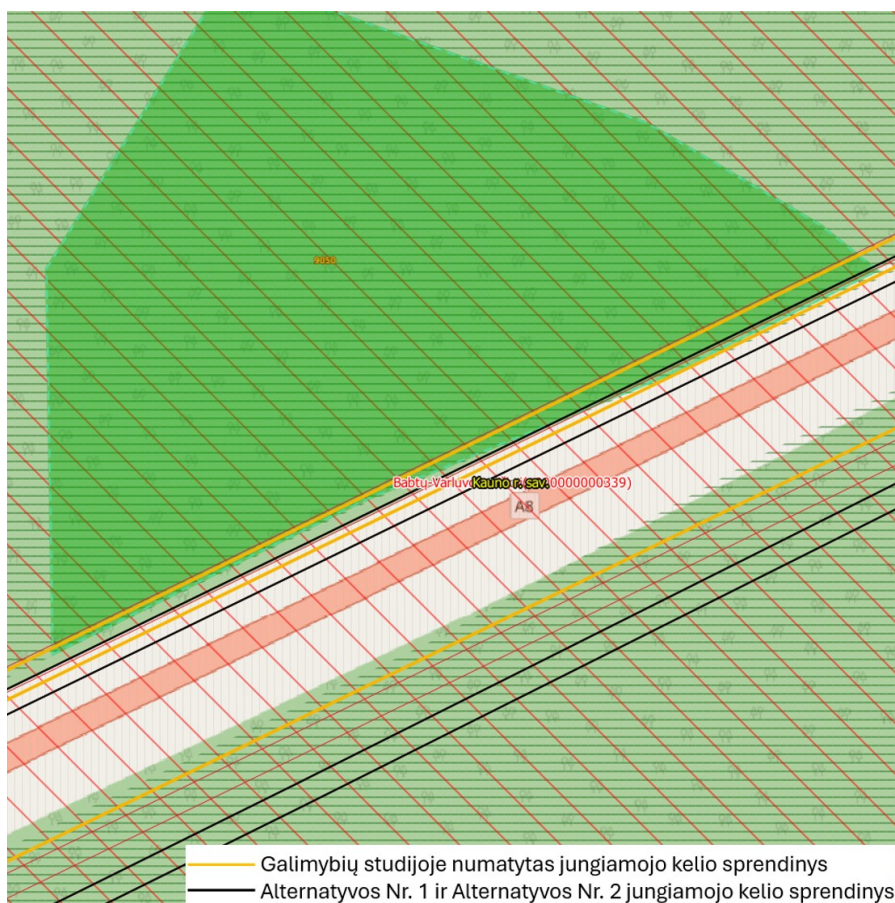 9050
Babtų-Varluv
Kauno r. sav.
0000000339)
A8
Galimybių studijoje numatytas jungiamojo kelio sprendinys
Alternatyvos Nr. 1 ir Alternatyvos Nr. 2 jungiamojo kelio sprendinys